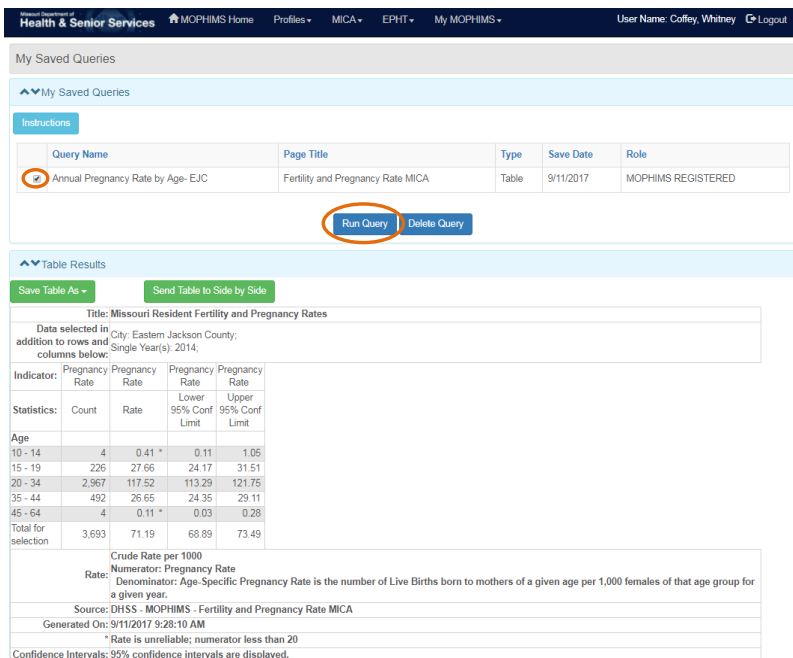 Missouri Department of
Health & Senior Services MOPHIMS Home Profiles MICA EPHT My MOPHIMS User Name: Coffey, Whitney Logout
My Saved Queries
My Saved Queries
Instructions
Query Name Page Title Type Save Date Role
Annual Pregnancy Rate by Age- EJC Fertility and Pregnancy Rate MICA Table 9/11/2017 MOPHIMS REGISTERED
Run Query Delete Query
Table Results
Save Table As Send Table to Side by Side
Title: Missouri Resident Fertility and Pregnancy Rates
Data selected in addition to rows and columns below: City: Eastern Jackson County;
Single Year(s): 2014;
Indicator: Pregnancy Rate Pregnancy Rate Pregnancy Rate Pregnancy Rate
Statistics: Count Rate Lower 95% Conf Limit Upper 95% Conf Limit
Age
10 - 14 4 0.41 * 0.11 1.05
15 - 19 226 27.66 24.17 31.51
20 - 34 2,967 117.52 113.29 121.75
35 - 44 492 26.65 24.35 29.11
45 - 64 4 0.11 * 0.03 0.28
Total for selection 3,693 71.19 68.89 73.49
Rate: Crude Rate per 1000
Numerator: Pregnancy Rate
Denominator: Age-Specific Pregnancy Rate is the number of Live Births born to mothers of a given age per 1,000 females of that age group for
a given year.
Source: DHSS - MOPHIMS - Fertility and Pregnancy Rate MICA
Generated On: 9/11/2017 9:28:10 AM
* Rate is unreliable; numerator less than 20
Confidence Intervals: 95% confidence intervals are displayed.